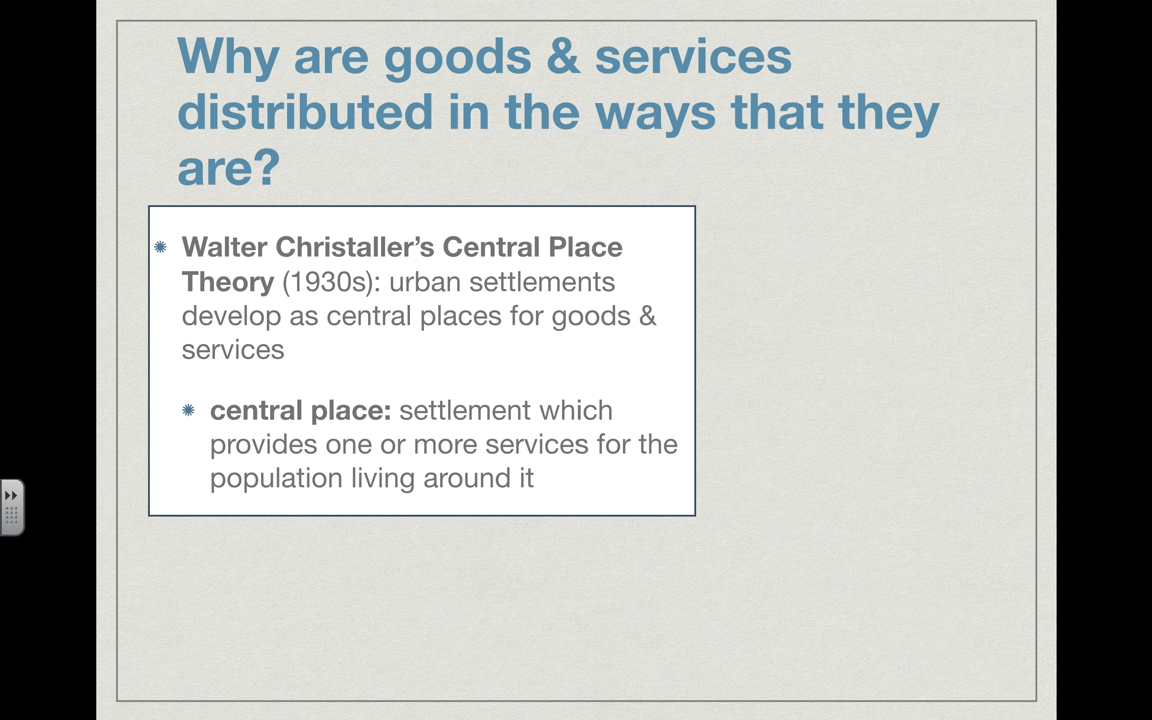 Why are goods & services
distributed in the ways that they
are?
Walter Christaller’s Central Place
Theory (1930s): urban settlements
develop as central places for goods &
services
central place: settlement which
provides one or more services for the
population living around it